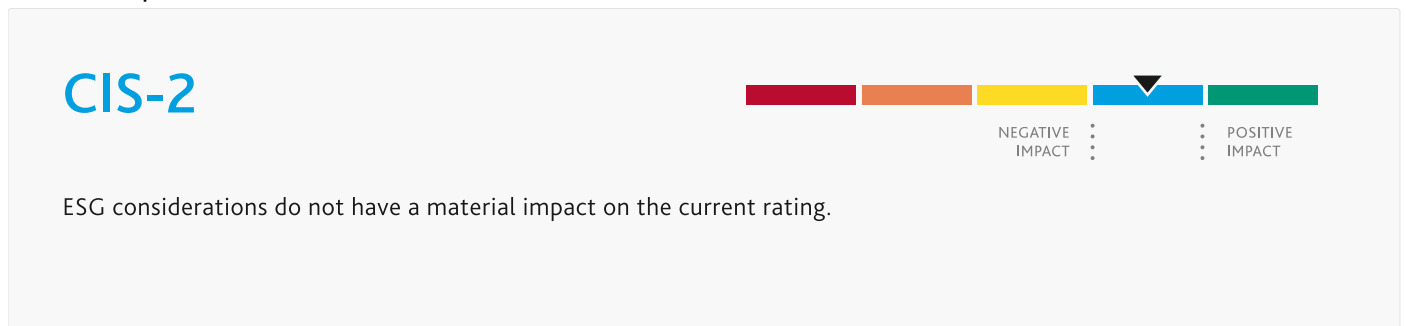 CIS-2
NEGATIVE
IMPACT
POSITIVE
IMPACT
ESG considerations do not have a material impact on the current rating.